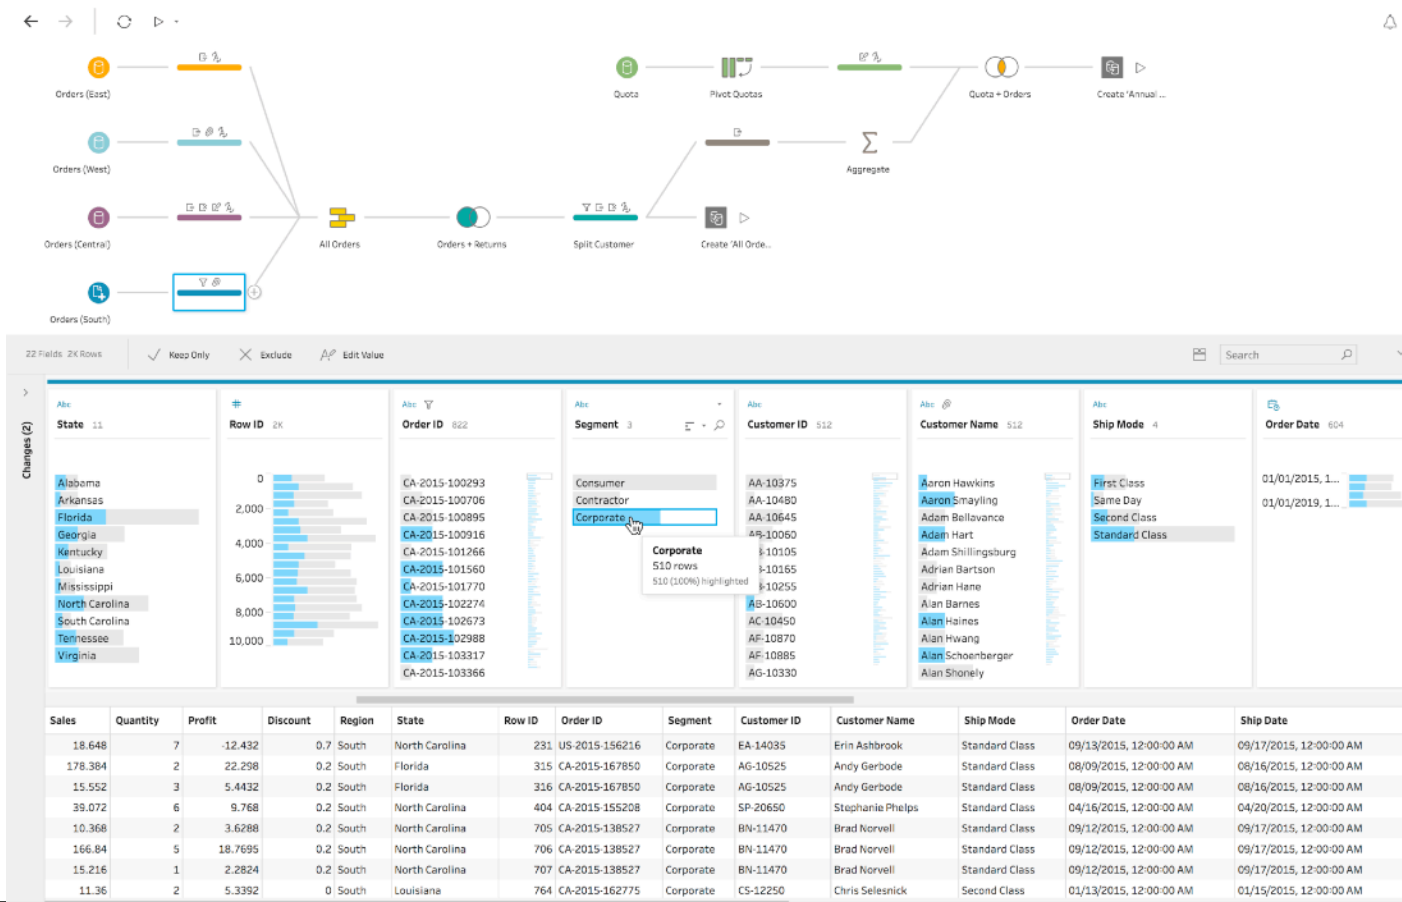 Orders (East)
Quota
Pivot Quotas
Quota + Orders
Create 'Annual ...
Orders (West)
Aggregate
Orders (Central)
All Orders
Orders + Returns
Split Customer
Create 'All Orde...
Orders (South)
22 Fields 2K Rows
Keep Only
Exclude
Edit Value
Search
Changes (2)
Abc
State 11
Alabama
Arkansas
Florida
Georgia
Kentucky
Louisiana
Mississippi
North Carolina
South Carolina
Tennessee
Virginia
#
Row ID 2K
0
2,000
4,000
6,000
8,000
10,000
Abc
Order ID 822
CA-2015-100293
CA-2015-100706
CA-2015-100895
CA-2015-100916
CA-2015-101266
CA-2015-101560
CA-2015-101770
CA-2015-102274
CA-2015-102673
CA-2015-102988
CA-2015-103317
CA-2015-103366
Abc
Segment 3
Consumer
Contractor
Corporate
Corporate
510 rows
510 (100%) highlighted
Abc
Customer ID 512
AA-10375
AA-10480
AA-10645
AB-10060
-10105
-10165
-10255
AB-10600
AC-10450
AF-10870
AF-10885
AG-10330
Abc
Customer Name 512
Aaron Hawkins
Aaron Smayling
Adam Bellavance
Adam Hart
Adam Shillingsburg
Adrian Bartson
Adrian Hane
Alan Barnes
Alan Haines
Alan Hwang
Alan Schoenberger
Alan Shonely
Abc
Ship Mode 4
First Class
Same Day
Second Class
Standard Class
Order Date 604
01/01/2015, 1...
01/01/2019, 1...
Sales Quantity Profit Discount Region State Row ID Order ID Segment Customer ID Customer Name Ship Mode Order Date Ship Date
18.648 7 -12.432 0.7 South North Carolina 231 US-2015-156216 Corporate EA-14035 Erin Ashbrook Standard Class 09/13/2015, 12:00:00 AM 09/17/2015, 12:00:00 AM
178.384 2 22.298 0.2 South Florida 315 CA-2015-167850 Corporate AG-10525 Andy Gerbode Standard Class 08/09/2015, 12:00:00 AM 08/16/2015, 12:00:00 AM
15.552 3 5.4432 0.2 South Florida 316 CA-2015-167850 Corporate AG-10525 Andy Gerbode Standard Class 08/09/2015, 12:00:00 AM 08/16/2015, 12:00:00 AM
39.072 6 9.768 0.2 South North Carolina 404 CA-2015-155208 Corporate SP-20650 Stephanie Phelps Standard Class 04/16/2015, 12:00:00 AM 04/20/2015, 12:00:00 AM
10.368 2 3.6288 0.2 South North Carolina 705 CA-2015-138527 Corporate BN-11470 Brad Norvell Standard Class 09/12/2015, 12:00:00 AM 09/17/2015, 12:00:00 AM
166.84 5 18.7695 0.2 South North Carolina 706 CA-2015-138527 Corporate BN-11470 Brad Norvell Standard Class 09/12/2015, 12:00:00 AM 09/17/2015, 12:00:00 AM
15.216 1 2.2824 0.2 South North Carolina 707 CA-2015-138527 Corporate BN-11470 Brad Norvell Standard Class 09/12/2015, 12:00:00 AM 09/17/2015, 12:00:00 AM
11.36 2 5.3392 0 South Louisiana 764 CA-2015-162775 Corporate CS-12250 Chris Selesnick Second Class 01/13/2015, 12:00:00 AM 01/15/2015, 12:00:00 AM